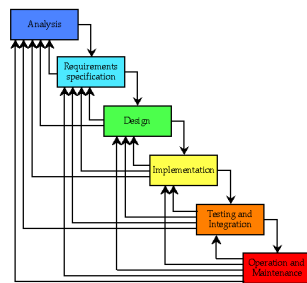 Analysis
Requirements
specification
Design
Implementation
Testing and
Integration
Operation and
Maintenance